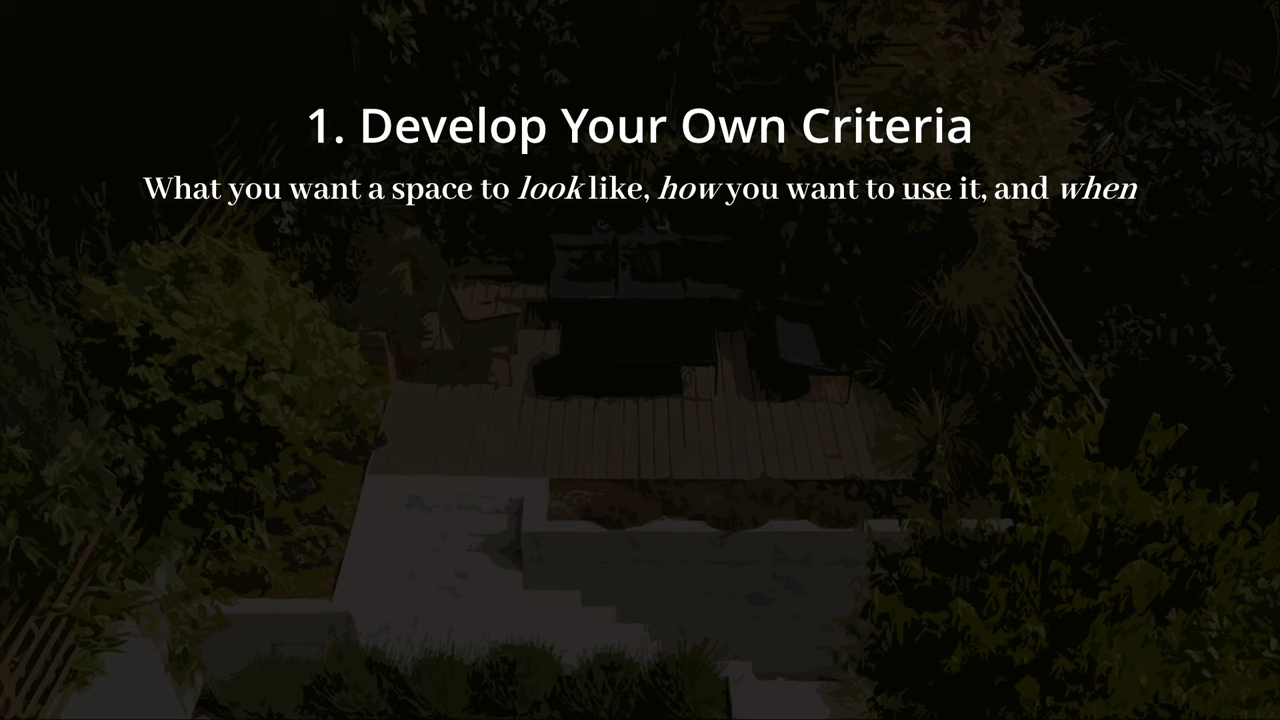 1. Develop Your Own Criteria
What you want a space to look like, how you want to use it, and when